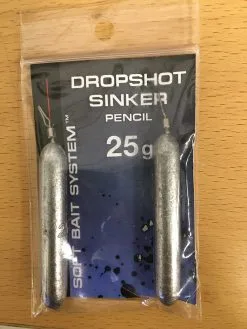 DROPSHOT
SINKER
PENCIL
25g
SOFT BAIT SYSTEM™